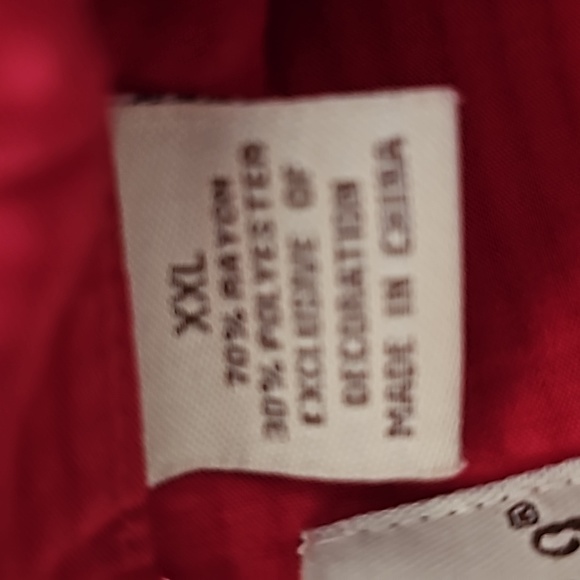 XXL
70% RAYON
30% POLYESTER
EXCLUSIVE OF
DECORATION
MADE IN CHINA
®